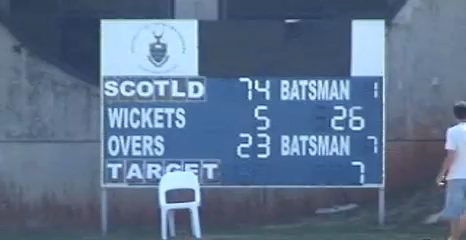 SCOTLD 74 BATSMAN 1
WICKETS 5 26
OVERS 23 BATSMAN 7
TARGET 7